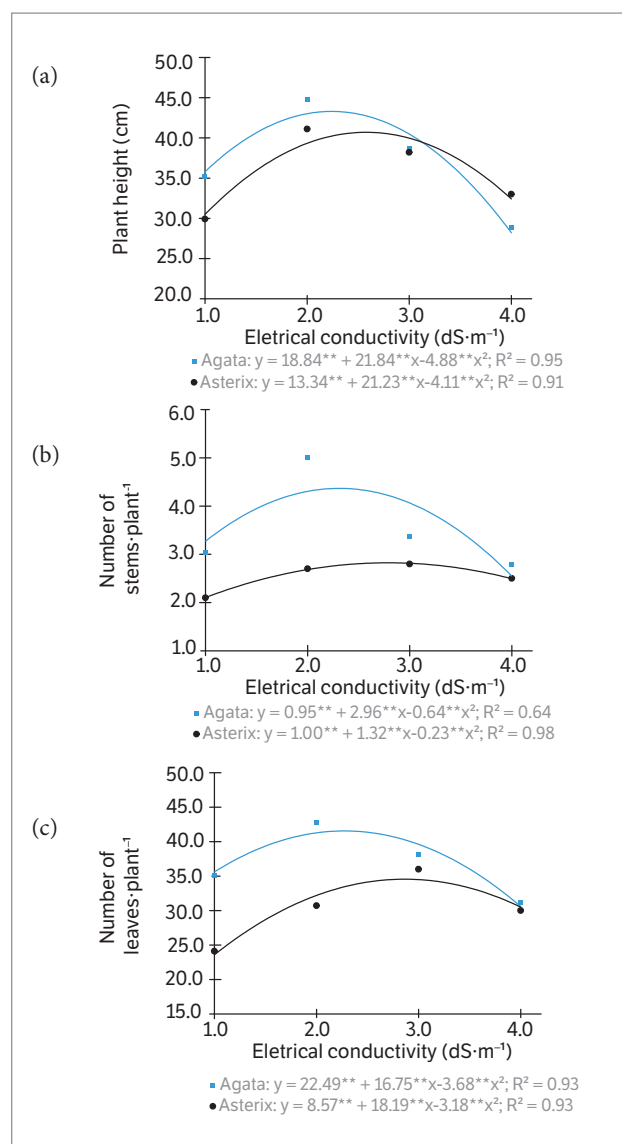 (a)
Plant height (cm)
50.0
45.0
40.0
35.0
30.0
25.0
20.0
1.0 2.0 3.0 4.0
Eletrical conductivity (dS·m⁻¹)
Agata: y = 18.84** + 21.84**x-4.88**x²; R² = 0.95
Asterix: y = 13.34** + 21.23**x-4.11**x²; R² = 0.91
(b)
Number of
stems·plant⁻¹
6.0
5.0
4.0
3.0
2.0
1.0
1.0 2.0 3.0 4.0
Eletrical conductivity (dS·m⁻¹)
Agata: y = 0.95** + 2.96**x-0.64**x²; R² = 0.64
Asterix: y = 1.00** + 1.32**x-0.23**x²; R² = 0.98
(c)
Number of
leaves·plant⁻¹
50.0
45.0
40.0
35.0
30.0
25.0
15.0
1.0 2.0 3.0 4.0
Eletrical conductivity (dS·m⁻¹)
Agata: y = 22.49** + 16.75**x-3.68**x²; R² = 0.93
Asterix: y = 8.57** + 18.19**x-3.18**x²; R² = 0.93